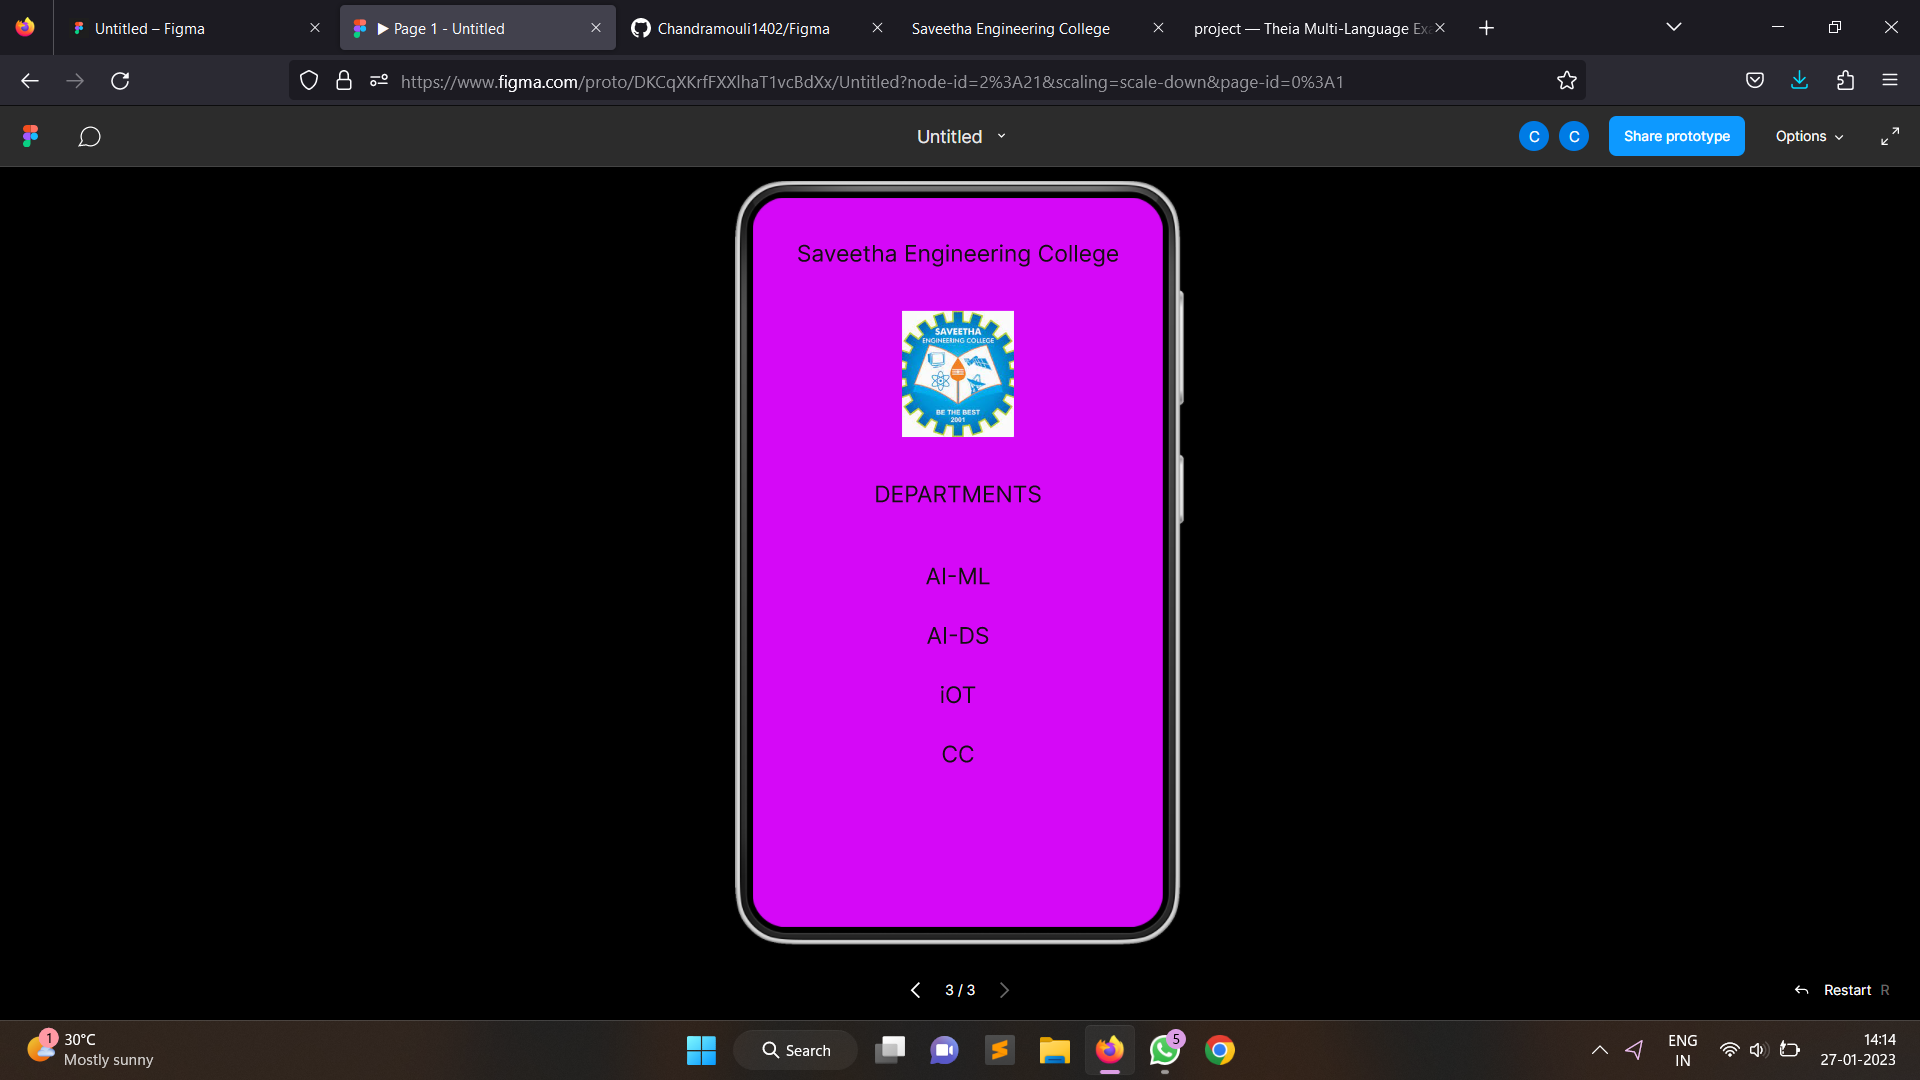 Untitled – Figma
▶ Page 1 - Untitled
Chandramouli1402/Figma
Saveetha Engineering College
project — Theia Multi-Language Ex
https://www.figma.com/proto/DKCqXKrfFXXlhaT1vcBdXx/Untitled?node-id=2%3A21&scaling=scale-down&page-id=0%3A1
Untitled
C
C
Share prototype
Options
Saveetha Engineering College
SAVEETHA
ENGINEERING COLLEGE
BE THE BEST
2001
DEPARTMENTS
AI-ML
AI-DS
iOT
CC
3 / 3
Restart R
1
30°C
Mostly sunny
Search
5
ENG
IN
14:14
27-01-2023